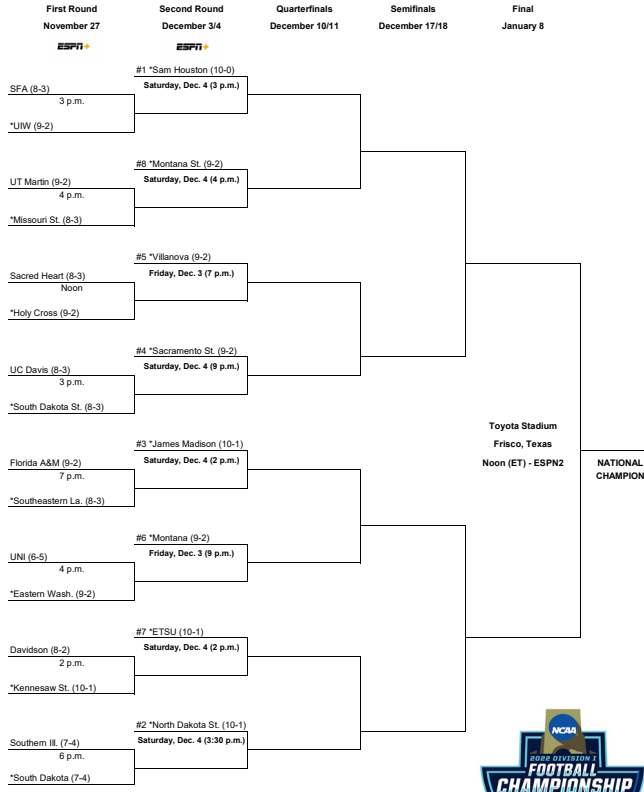 First Round
Second Round
Quarterfinals
Semifinals
Final
November 27
December 3/4
December 10/11
December 17/18
January 8
ESPN+
ESPN+
#1 *Sam Houston (10-0)
Saturday, Dec. 4 (3 p.m.)
SFA (8-3)
3 p.m.
*UIW (9-2)
#8 *Montana St. (9-2)
Saturday, Dec. 4 (4 p.m.)
UT Martin (9-2)
4 p.m.
*Missouri St. (8-3)
#5 *Villanova (9-2)
Friday, Dec. 3 (7 p.m.)
Sacred Heart (8-3)
Noon
*Holy Cross (9-2)
#4 *Sacramento St. (9-2)
Saturday, Dec. 4 (9 p.m.)
UC Davis (8-3)
3 p.m.
*South Dakota St. (8-3)
Toyota Stadium
Frisco, Texas
Noon (ET) - ESPN2
NATIONAL
CHAMPION
#3 *James Madison (10-1)
Saturday, Dec. 4 (2 p.m.)
Florida A&M (9-2)
7 p.m.
*Southeastern La. (8-3)
#6 *Montana (9-2)
Friday, Dec. 3 (9 p.m.)
UNI (6-5)
4 p.m.
*Eastern Wash. (9-2)
#7 *ETSU (10-1)
Saturday, Dec. 4 (2 p.m.)
Davidson (8-2)
2 p.m.
*Kennesaw St. (10-1)
#2 *North Dakota St. (10-1)
Saturday, Dec. 4 (3:30 p.m.)
Southern Ill. (7-4)
6 p.m.
*South Dakota (7-4)
NCAA
2022 DIVISION I
FOOTBALL
CHAMPIONSHIP